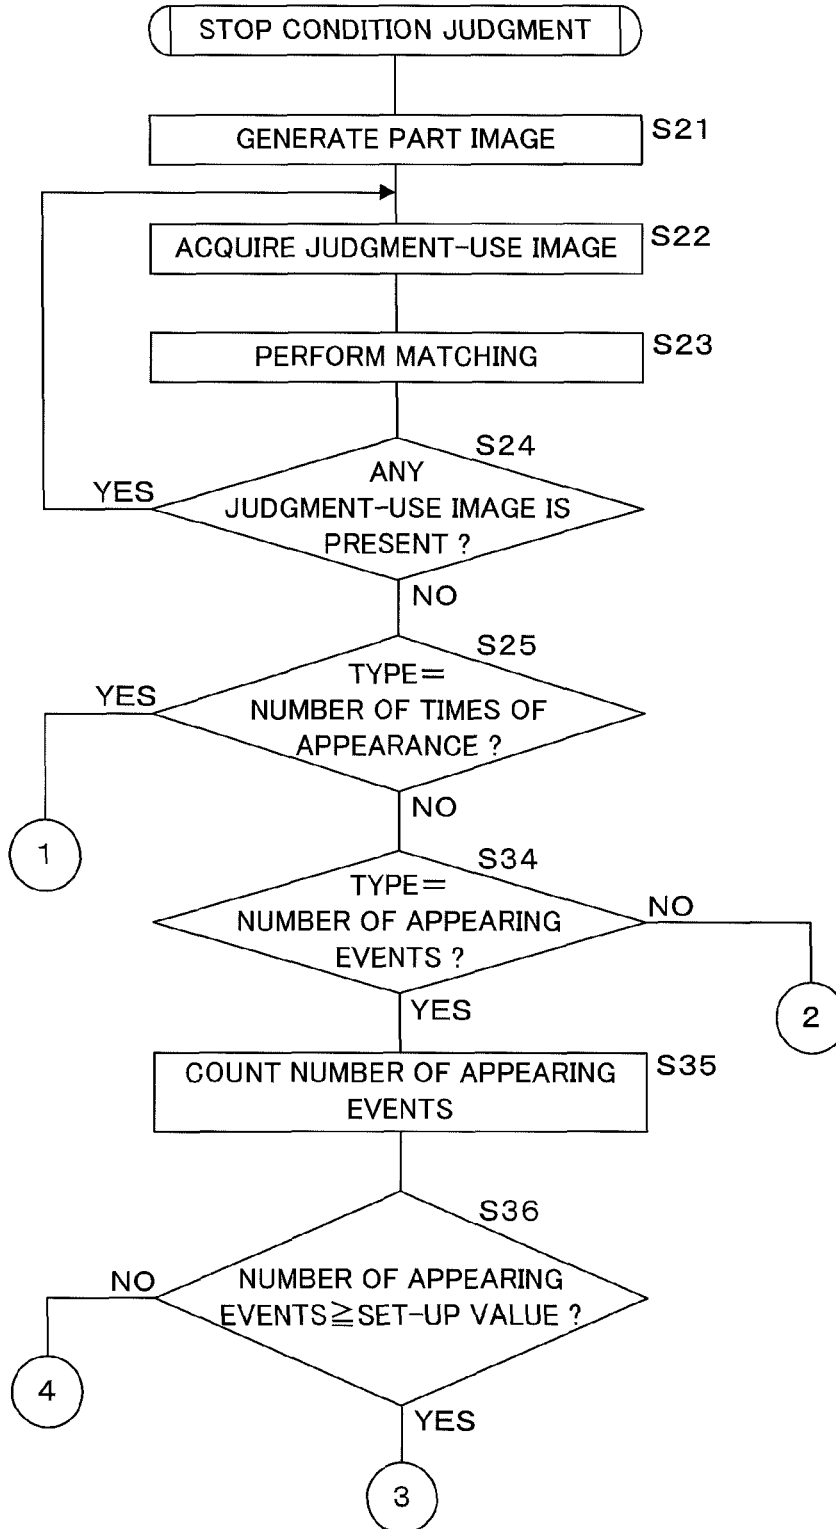 STOP CONDITION JUDGMENT
GENERATE PART IMAGE
S21
ACQUIRE JUDGMENT-USE IMAGE
S22
PERFORM MATCHING
S23
S24
ANY
JUDGMENT-USE IMAGE IS
PRESENT ?
YES
NO
S25
TYPE=
NUMBER OF TIMES OF
APPEARANCE ?
YES
NO
1
S34
TYPE=
NUMBER OF APPEARING
EVENTS ?
NO
YES
2
COUNT NUMBER OF APPEARING
EVENTS
S35
S36
NUMBER OF APPEARING
EVENTS≧SET-UP VALUE ?
NO
YES
4
3